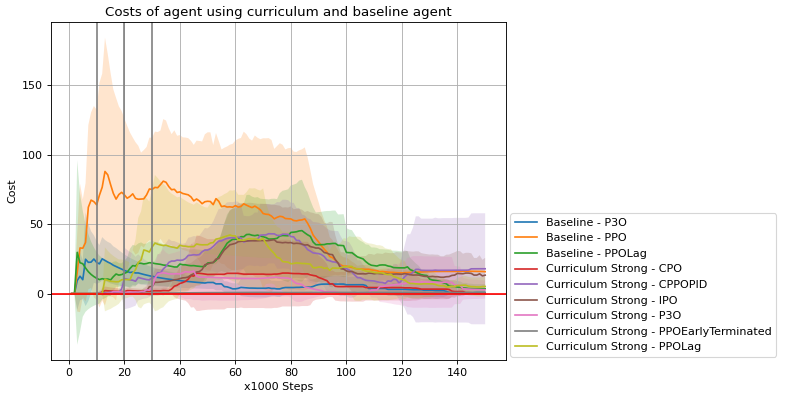 Costs of agent using curriculum and baseline agent
150
100
50
0
Cost
0 20 40 60 80 100 120 140
x1000 Steps
Baseline - P3O
Baseline - PPO
Baseline - PPOLag
Curriculum Strong - CPO
Curriculum Strong - CPPOPID
Curriculum Strong - IPO
Curriculum Strong - P3O
Curriculum Strong - PPOEarlyTerminated
Curriculum Strong - PPOLag